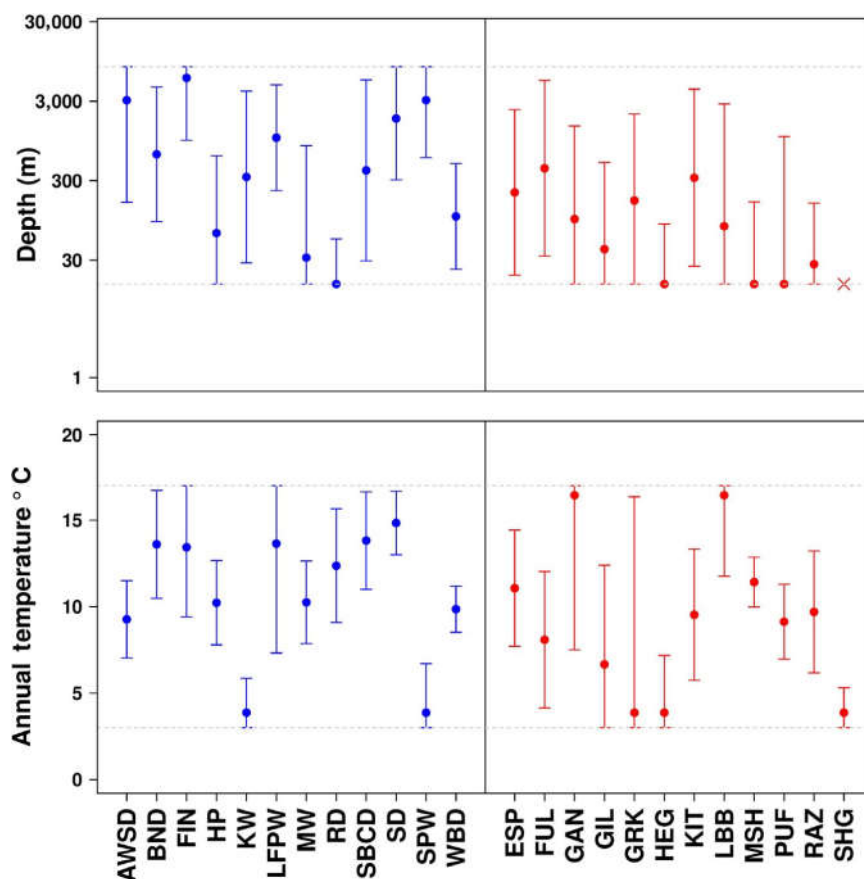 30,000
3,000
300
30
1
Depth (m)
20
15
10
5
0
Annual temperature ° C
AWSD
BND
FIN
HP
KW
LFPW
MW
RD
SBCD
SD
SPW
WBD
ESP
FUL
GAN
GIL
GRK
HEG
KIT
LBB
MSH
PUF
RAZ
SHG